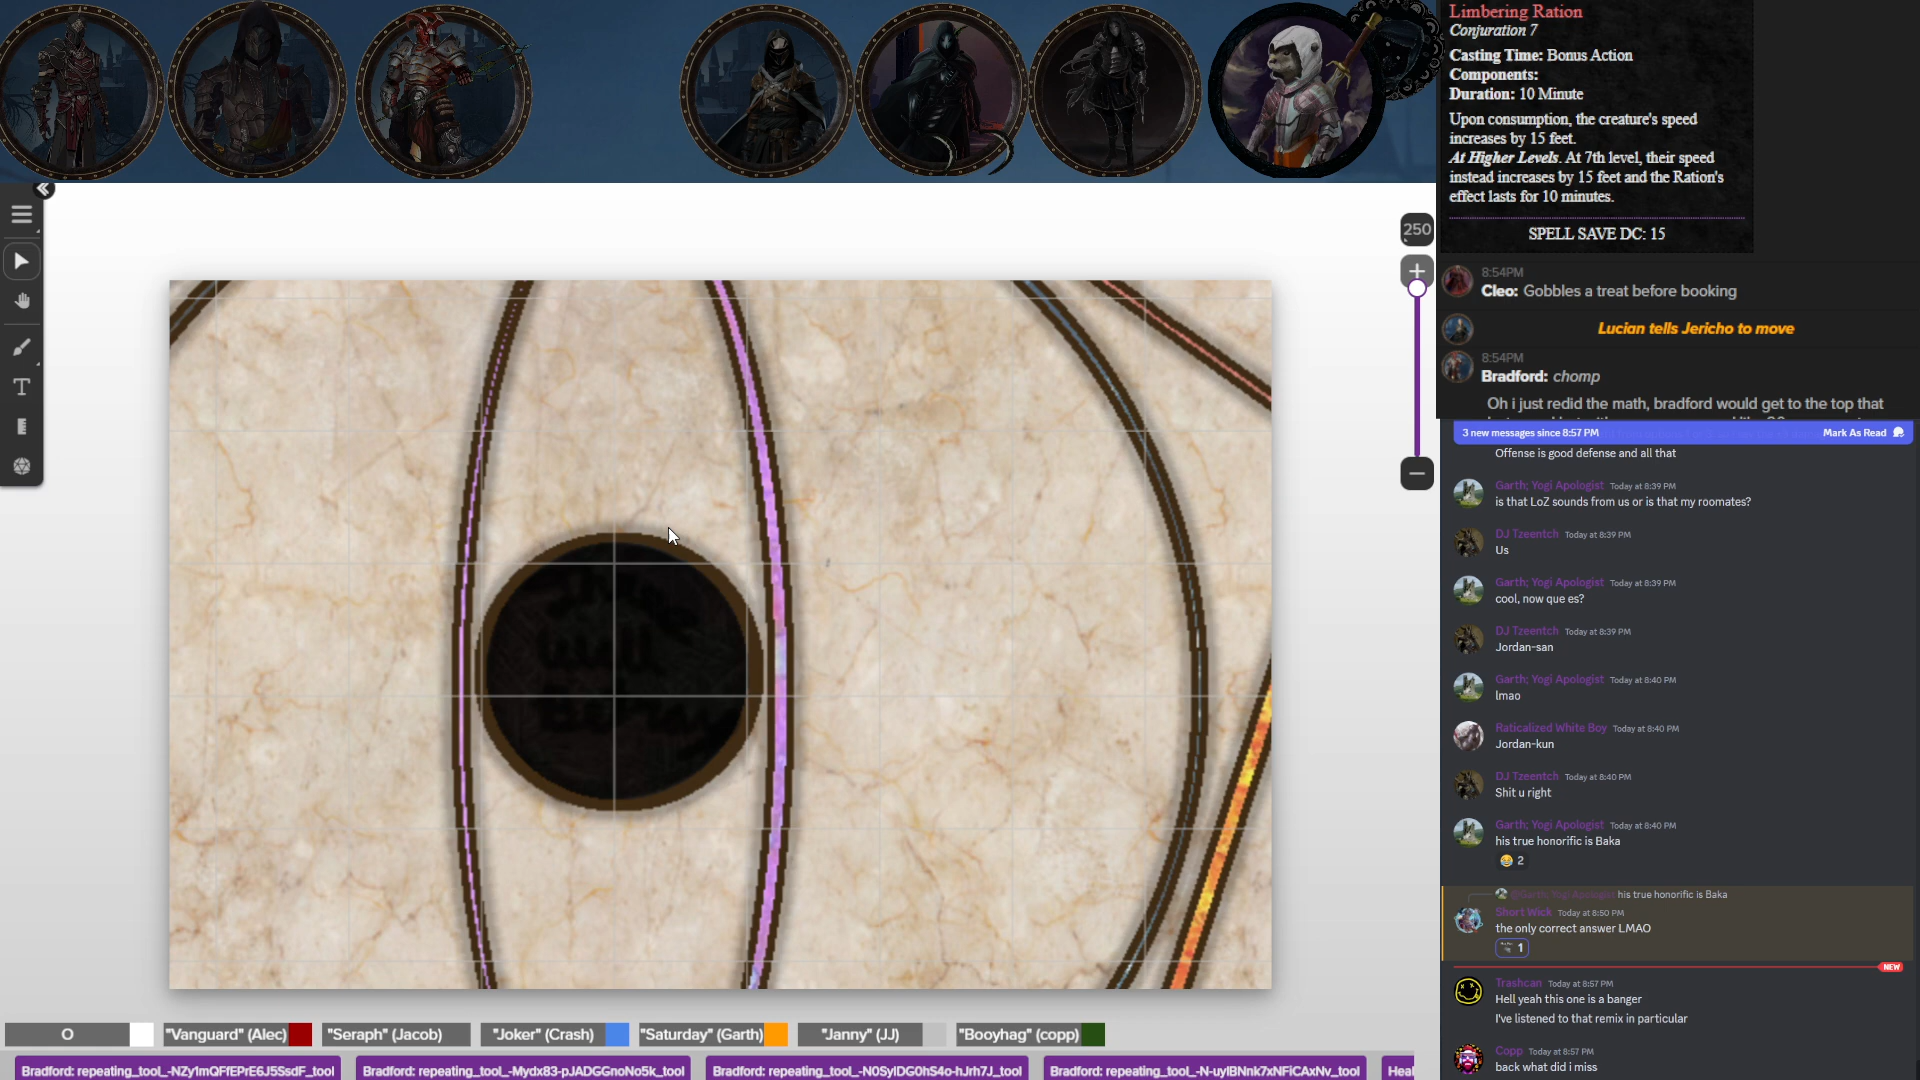 Limbering Ration
Conjuration 7
Casting Time: Bonus Action
Components:
Duration: 10 Minute
Upon consumption, the creature's speed
increases by 15 feet.
At Higher Levels. At 7th level, their speed
instead increases by 15 feet and the Ration's
effect lasts for 10 minutes.
SPELL SAVE DC: 15
8:54PM
Cleo: Gobbles a treat before booking
Lucian tells Jericho to move
8:54PM
Bradford: chomp
Oh i just redid the math, bradford would get to the top that
3 new messages since 8:57 PM
Mark As Read
Offense is good defense and all that
Garth; Yogi Apologist Today at 8:39 PM
is that LoZ sounds from us or is that my roomates?
DJ Tzeentch Today at 8:39 PM
Us
Garth; Yogi Apologist Today at 8:39 PM
cool, now que es?
DJ Tzeentch Today at 8:39 PM
Jordan-san
Garth; Yogi Apologist Today at 8:40 PM
lmao
Raticalized White Boy Today at 8:40 PM
Jordan-kun
DJ Tzeentch Today at 8:40 PM
Shit u right
Garth; Yogi Apologist Today at 8:40 PM
his true honorific is Baka
2
@Garth; Yogi Apologist his true honorific is Baka
Short Wick Today at 8:50 PM
the only correct answer LMAO
1
NEW
Trashcan Today at 8:57 PM
Hell yeah this one is a banger
I've listened to that remix in particular
Copp Today at 8:57 PM
back what did i miss
250
O
"Vanguard" (Alec)
"Seraph" (Jacob)
"Joker" (Crash)
"Saturday" (Garth)
"Janny" (JJ)
"Booyhag" (copp)
Bradford: repeating_tool_-NZy1mQFfEPrE6J5SsdF_tool
Bradford: repeating_tool_-Mydx83-pJADGGnoNo5k_tool
Bradford: repeating_tool_-N0SyIDG0hS4o-hJrh7J_tool
Bradford: repeating_tool_-N-uyIBNnk7xNFiCAxNv_tool
Heal